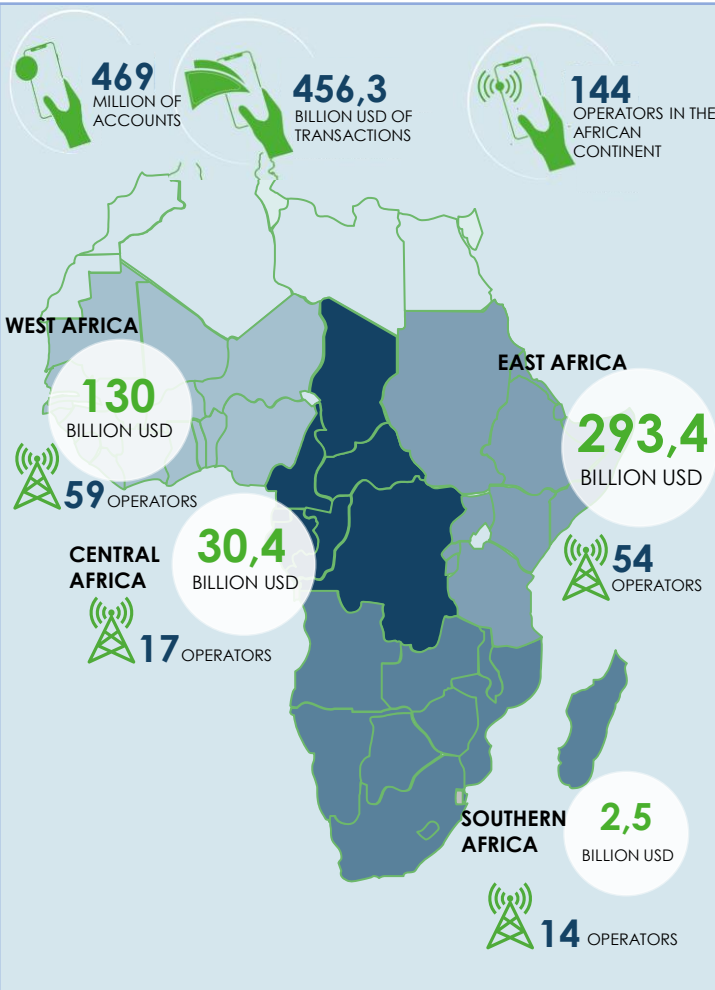 469
MILLION OF
ACCOUNTS
456,3
BILLION USD OF
TRANSACTIONS
144
OPERATORS IN THE
AFRICAN
CONTINENT
WEST AFRICA
130
BILLION USD
59 OPERATORS
EAST AFRICA
293,4
BILLION USD
54
OPERATORS
CENTRAL
AFRICA
30,4
BILLION USD
17 OPERATORS
SOUTHERN
AFRICA
2,5
BILLION USD
14 OPERATORS